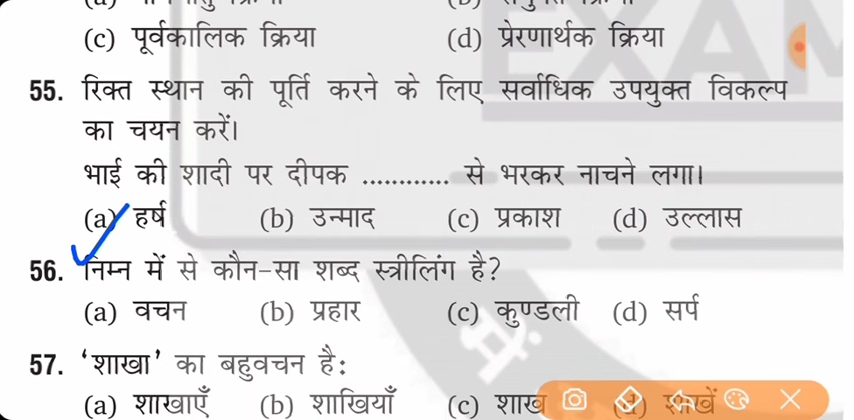 (c) पूर्वकालिक क्रिया (d) प्रेरणार्थक क्रिया
55. रिक्त स्थान की पूर्ति करने के लिए सर्वाधिक उपयुक्त विकल्प
का चयन करें।
भाई की शादी पर दीपक ............ से भरकर नाचने लगा।
(a) हर्ष (b) उन्माद (c) प्रकाश (d) उल्लास
56. निम्न में से कौन-सा शब्द स्त्रीलिंग है?
(a) वचन (b) प्रहार (c) कुण्डली (d) सर्प
57. 'शाखा' का बहुवचन है:
(a) शाखाएँ (b) शाखियाँ (c) शाख (d) शाखें